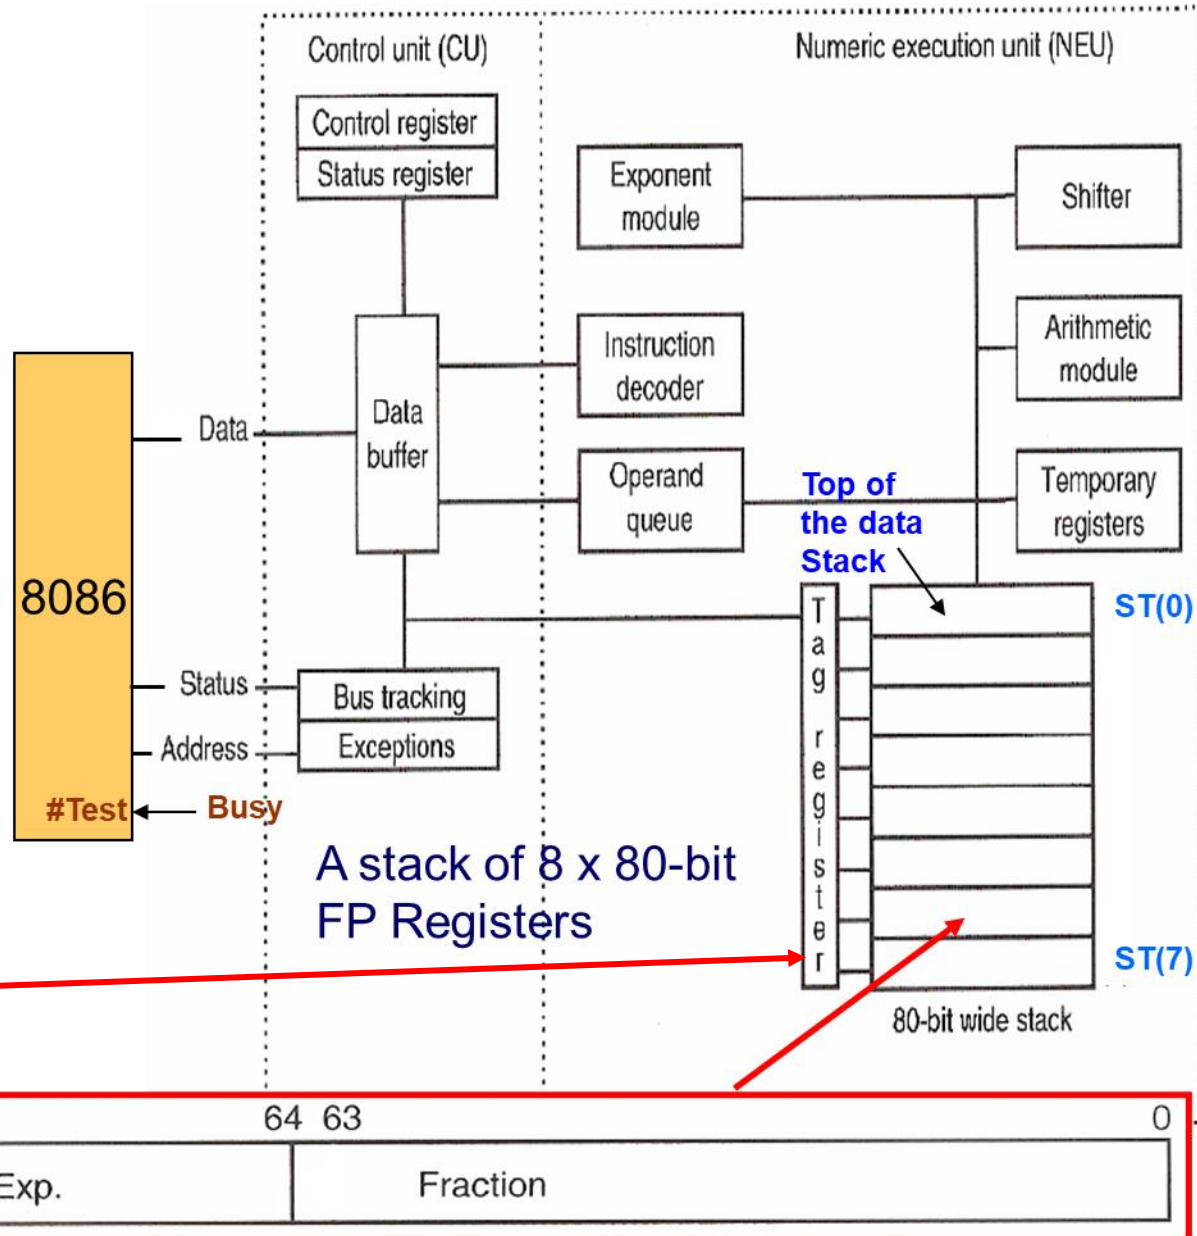 Control unit (CU)
Numeric execution unit (NEU)
Control register
Status register
Exponent
module
Shifter
Instruction
decoder
Arithmetic
module
8086
Data
Data
buffer
Operand
queue
Top of
the data
Stack
Temporary
registers
Tag register
ST(0)
Status
Bus tracking
Address
Exceptions
#Test
Busy
A stack of 8 x 80-bit
FP Registers
ST(7)
80-bit wide stack
64 63 0
Exp. Fraction